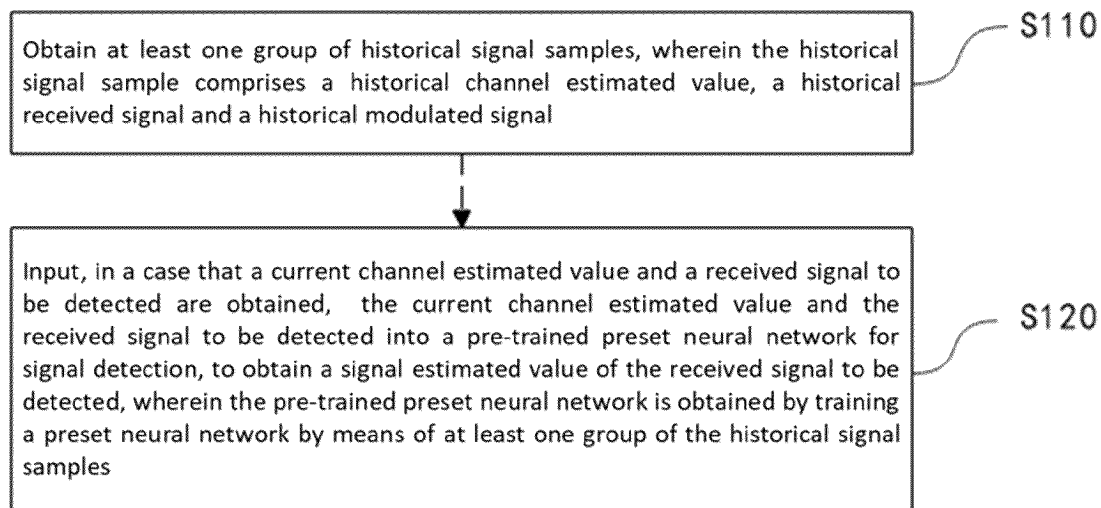 S110
Obtain at least one group of historical signal samples, wherein the historical
signal sample comprises a historical channel estimated value, a historical
received signal and a historical modulated signal
Input, in a case that a current channel estimated value and a received signal to
be detected are obtained, the current channel estimated value and the
received signal to be detected into a pre-trained preset neural network for
signal detection, to obtain a signal estimated value of the received signal to be
detected, wherein the pre-trained preset neural network is obtained by training
a preset neural network by means of at least one group of the historical signal
samples
S120